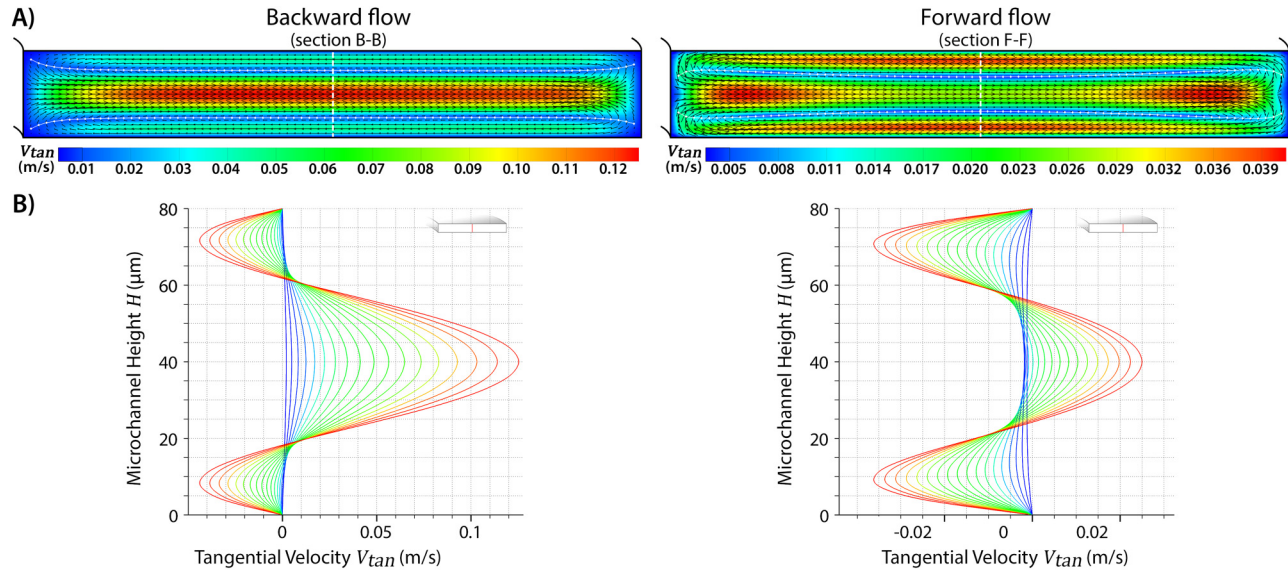 A)
Backward flow
(section B-B)
Forward flow
(section F-F)
Vtan
(m/s)
0.01 0.02 0.03 0.04 0.05 0.06 0.07 0.08 0.09 0.10 0.11 0.12
Vtan
(m/s)
0.005 0.008 0.011 0.014 0.017 0.020 0.023 0.029 0.032 0.036 0.039
B)
Microchannel Height H (μm)
80
60
40
20
0
0 0.05 0.1
Tangential Velocity Vtan (m/s)
Microchannel Height H (μm)
80
60
40
20
0
-0.02 0 0.02
Tangential Velocity Vtan (m/s)